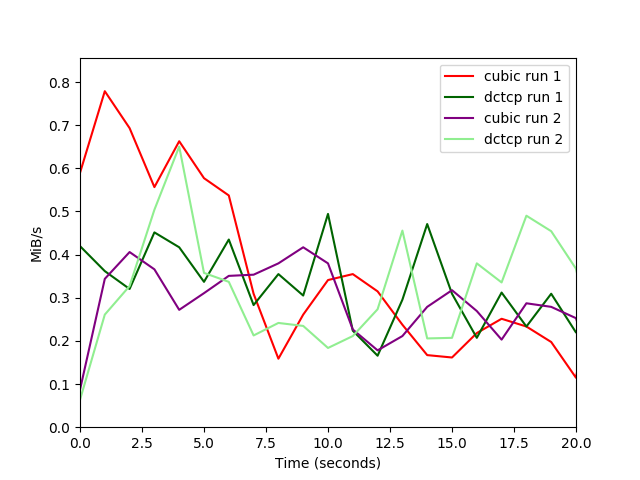 cubic run 1
dctcp run 1
cubic run 2
dctcp run 2
MiB/s
0.8
0.7
0.6
0.5
0.4
0.3
0.2
0.1
0.0
0.0 2.5 5.0 7.5 10.0 12.5 15.0 17.5 20.0
Time (seconds)